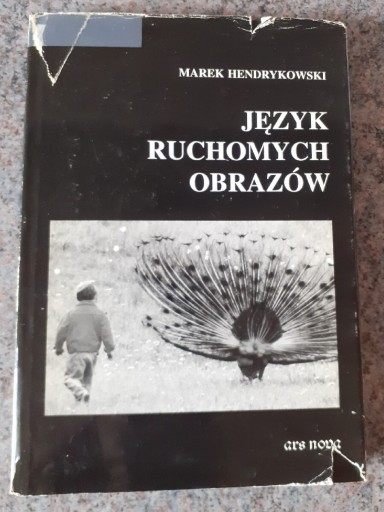 MAREK HENDRYKOWSKI
JĘZYK
RUCHOMYCH
OBRAZÓW
ars nova